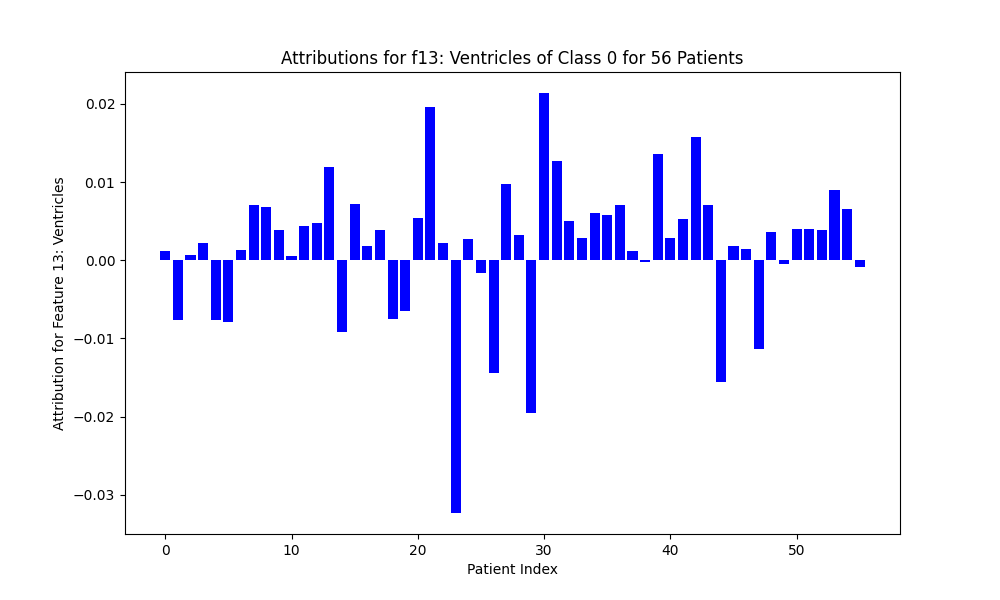 Attributions for f13: Ventricles of Class 0 for 56 Patients
Attribution for Feature 13: Ventricles
0.02
0.01
0.00
−0.01
−0.02
−0.03
0 10 20 30 40 50
Patient Index